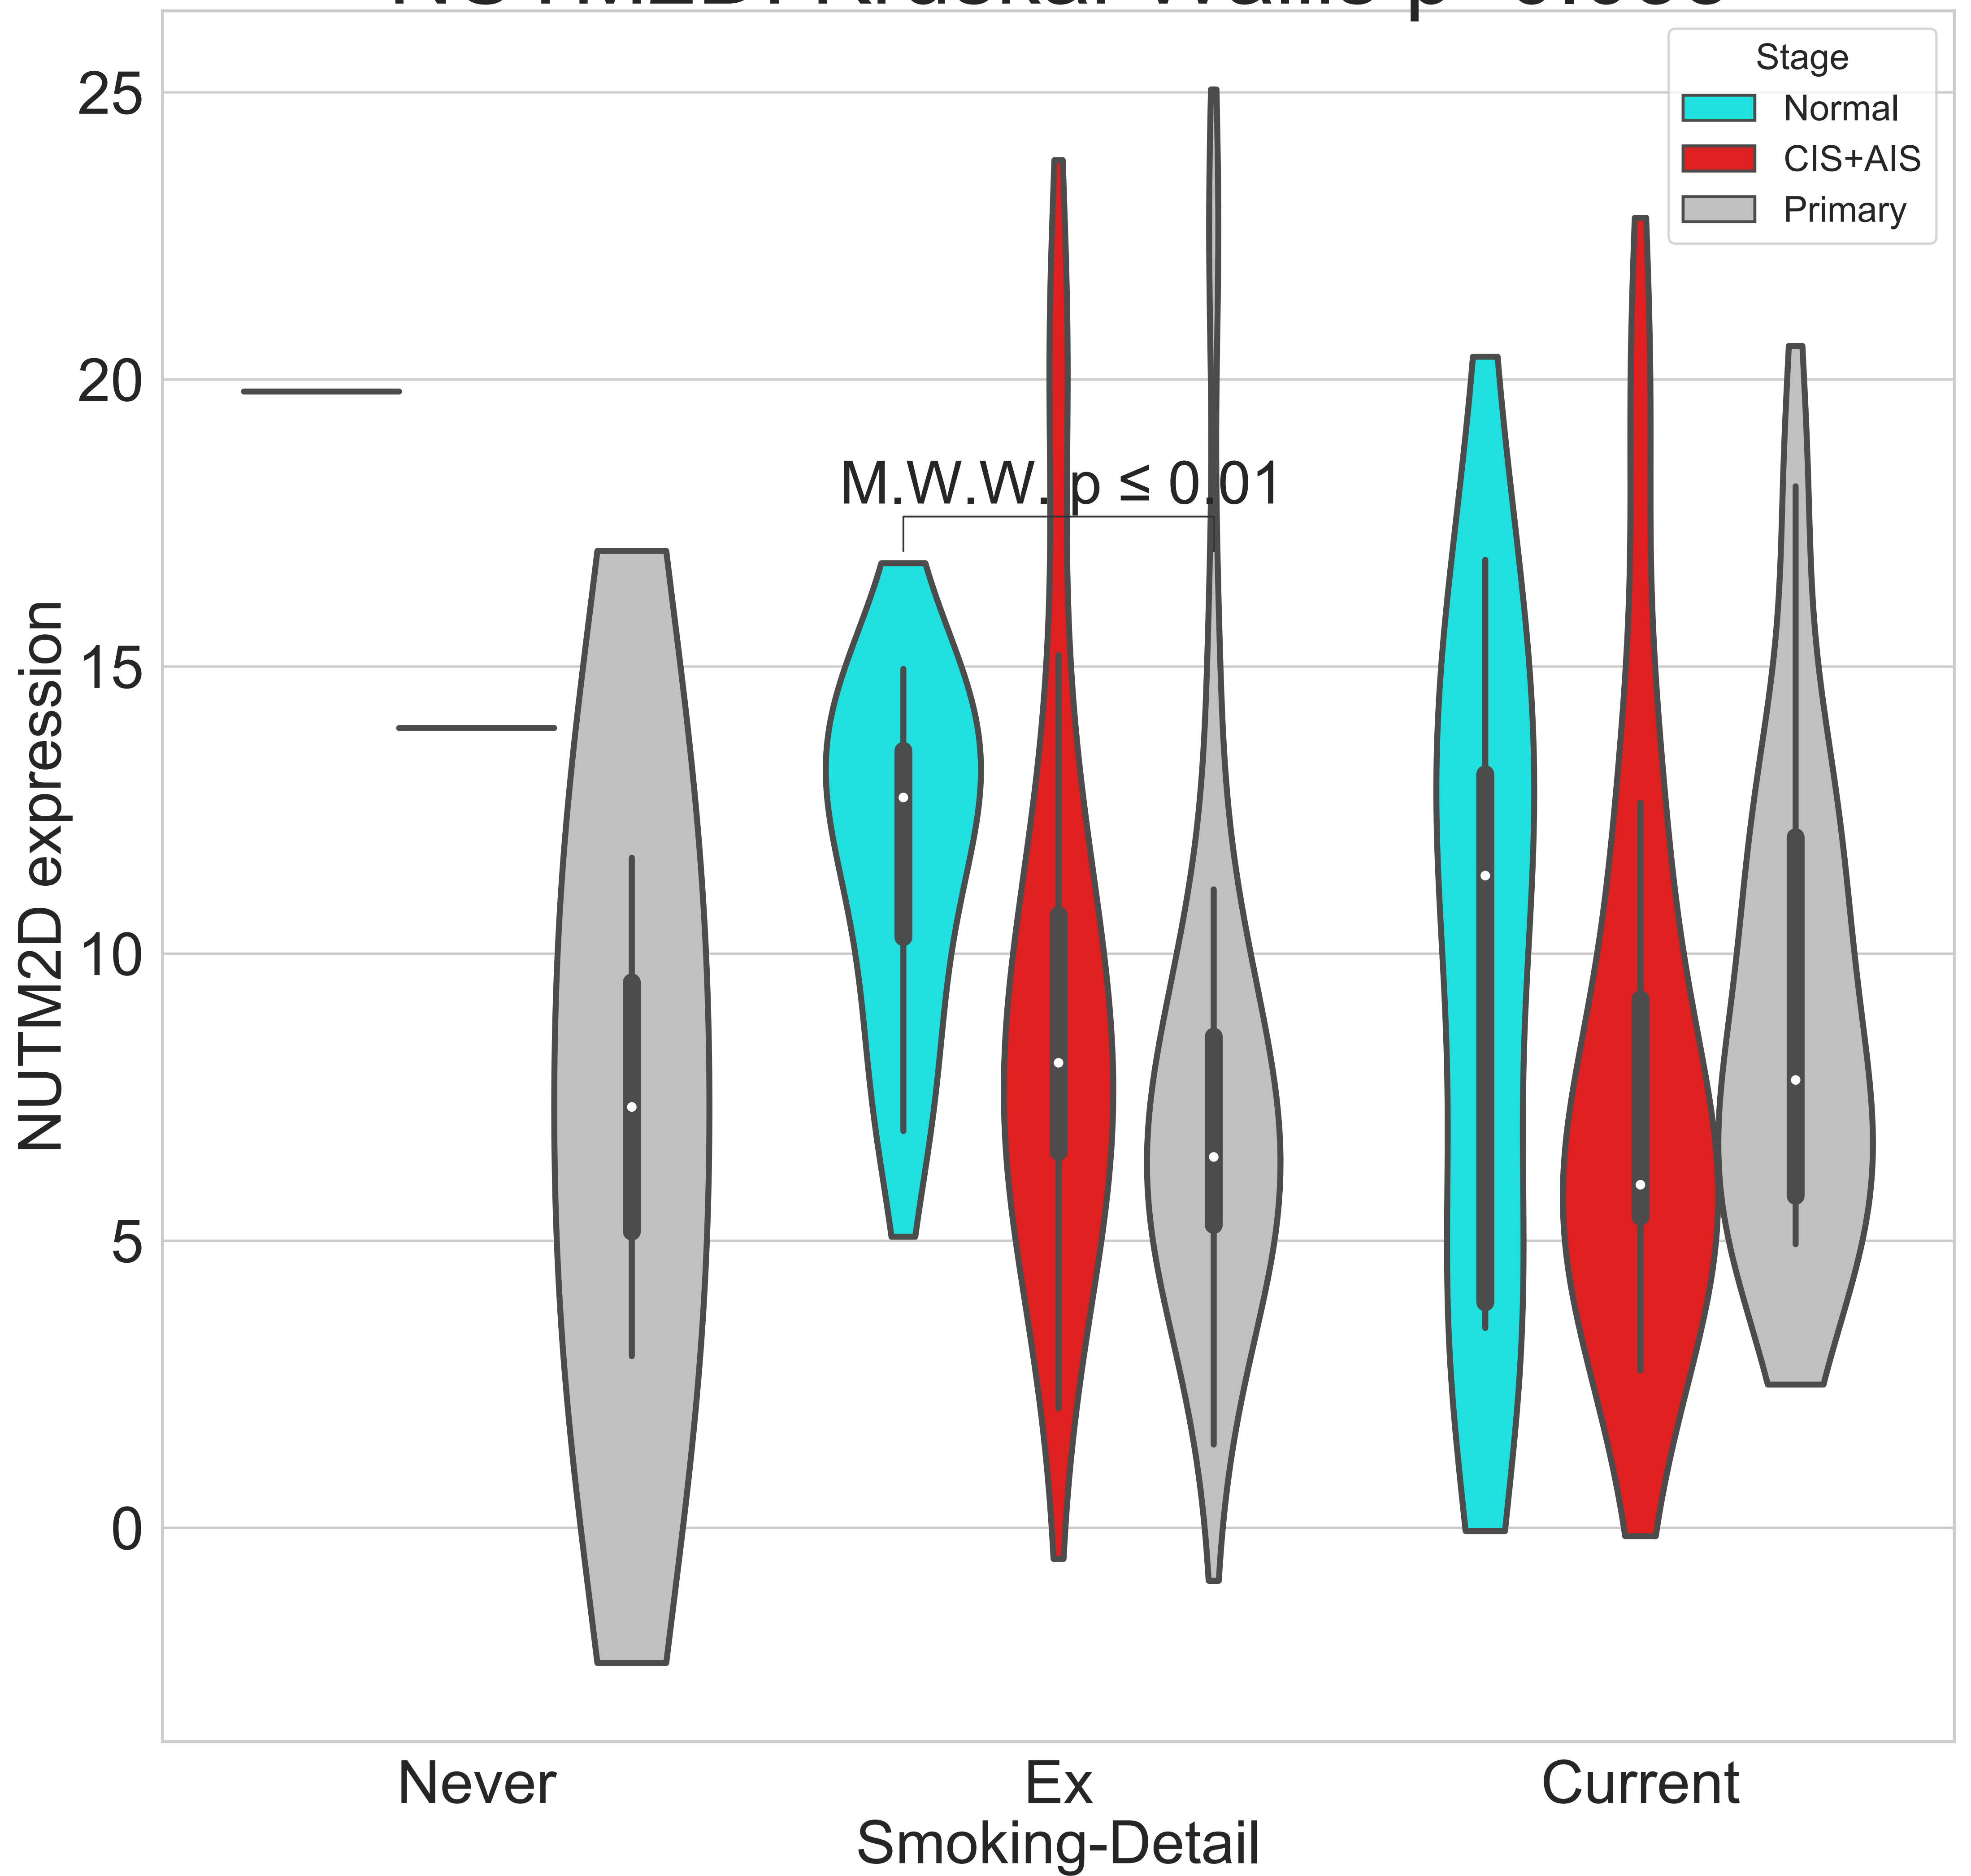 Stage
Normal
CIS+AIS
Primary
25
20
15
10
5
0
M.W.W. p ≤ 0.01
NUTM2D expression
Never
Ex
Current
Smoking-Detail